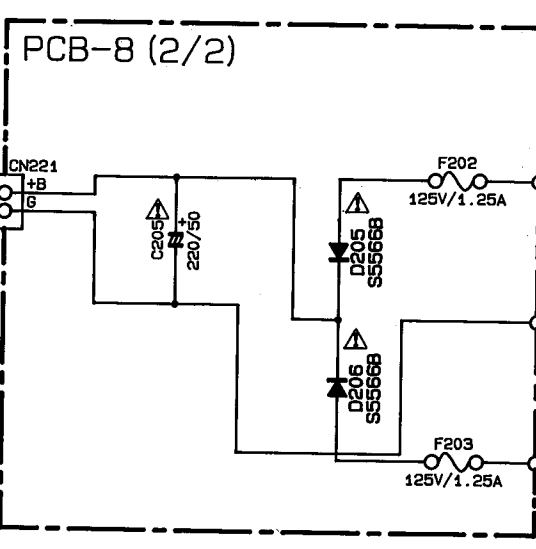 PCB-8 (2/2)
CN221
+B
G
C205
+
220/50
D205
S5566B
F202
125V/1.25A
D206
S5566B
F203
125V/1.25A